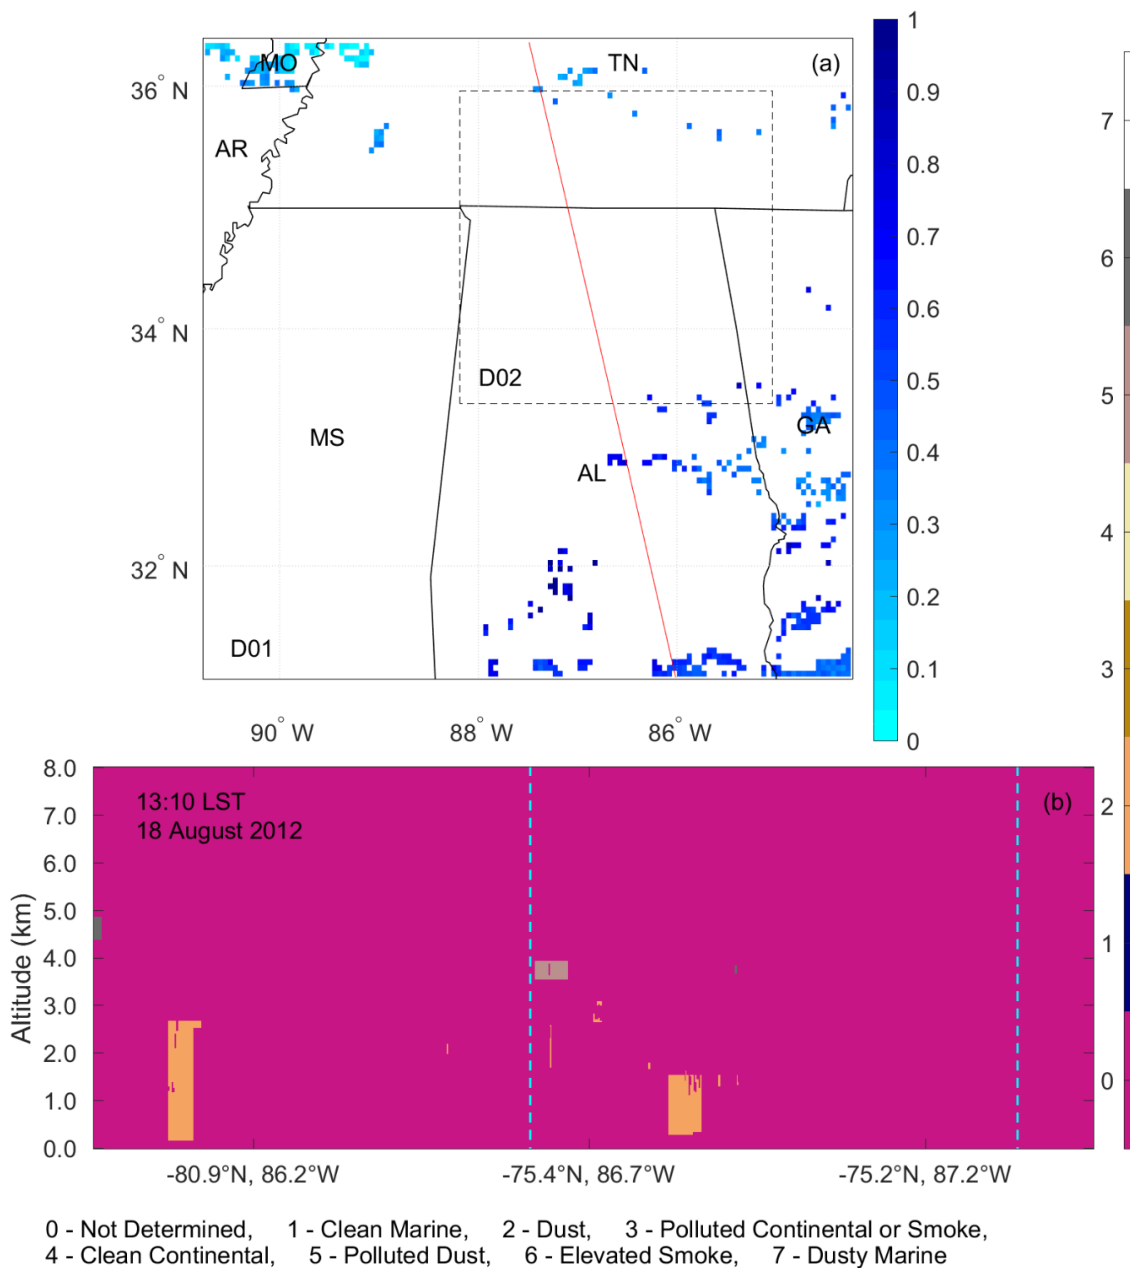 MO
TN
(a)
36° N
AR
34° N
D02
MS
GA
AL
32° N
D01
90° W
88° W
86° W
1
0.9
0.8
0.7
0.6
0.5
0.4
0.3
0.2
0.1
0
7
6
5
4
3
2
1
0
13:10 LST
18 August 2012
(b)
8.0
7.0
6.0
5.0
4.0
3.0
2.0
1.0
0.0
Altitude (km)
-80.9°N, 86.2°W
-75.4°N, 86.7°W
-75.2°N, 87.2°W
0 - Not Determined, 1 - Clean Marine, 2 - Dust, 3 - Polluted Continental or Smoke,
4 - Clean Continental, 5 - Polluted Dust, 6 - Elevated Smoke, 7 - Dusty Marine